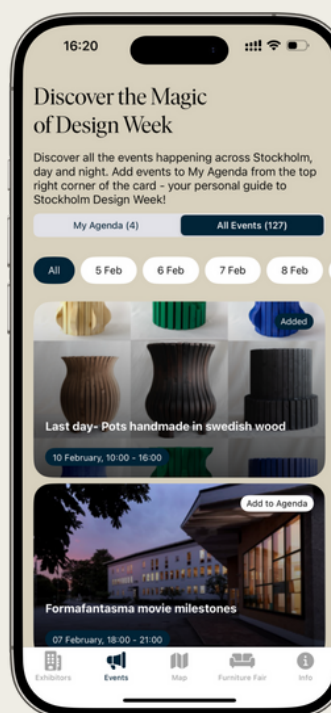 16:20
Discover the Magic
of Design Week
Discover all the events happening across Stockholm,
day and night. Add events to My Agenda from the top
right corner of the card - your personal guide to
Stockholm Design Week!
My Agenda (4)
All Events (127)
All
5 Feb
6 Feb
7 Feb
8 Feb
Added
Last day- Pots handmade in swedish wood
10 February, 10:00 - 16:00
Add to Agenda
Formafantasma movie milestones
07 February, 18:00 - 21:00
Exhibitors
Events
Map
Furniture Fair
Info